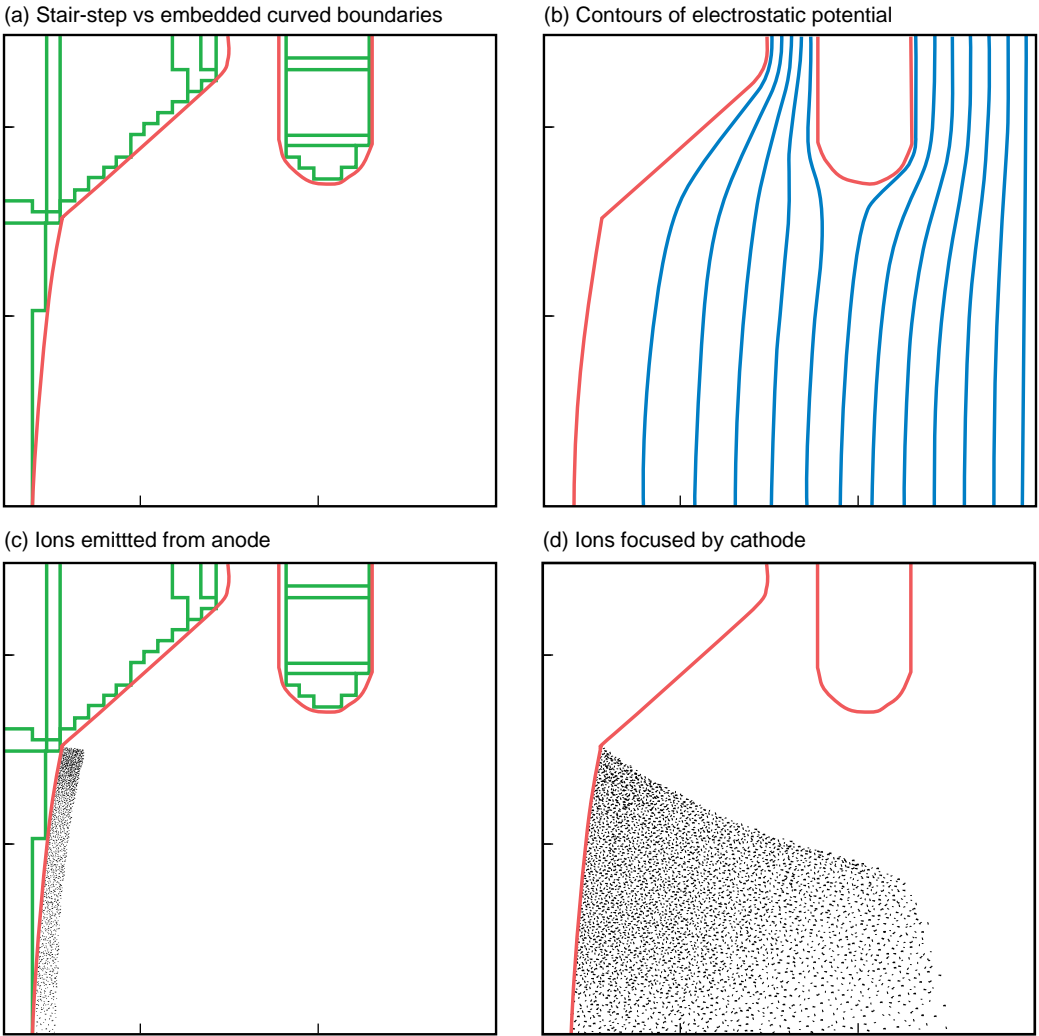 (a) Stair-step vs embedded curved boundaries
(b) Contours of electrostatic potential
(c) Ions emittted from anode
(d) Ions focused by cathode